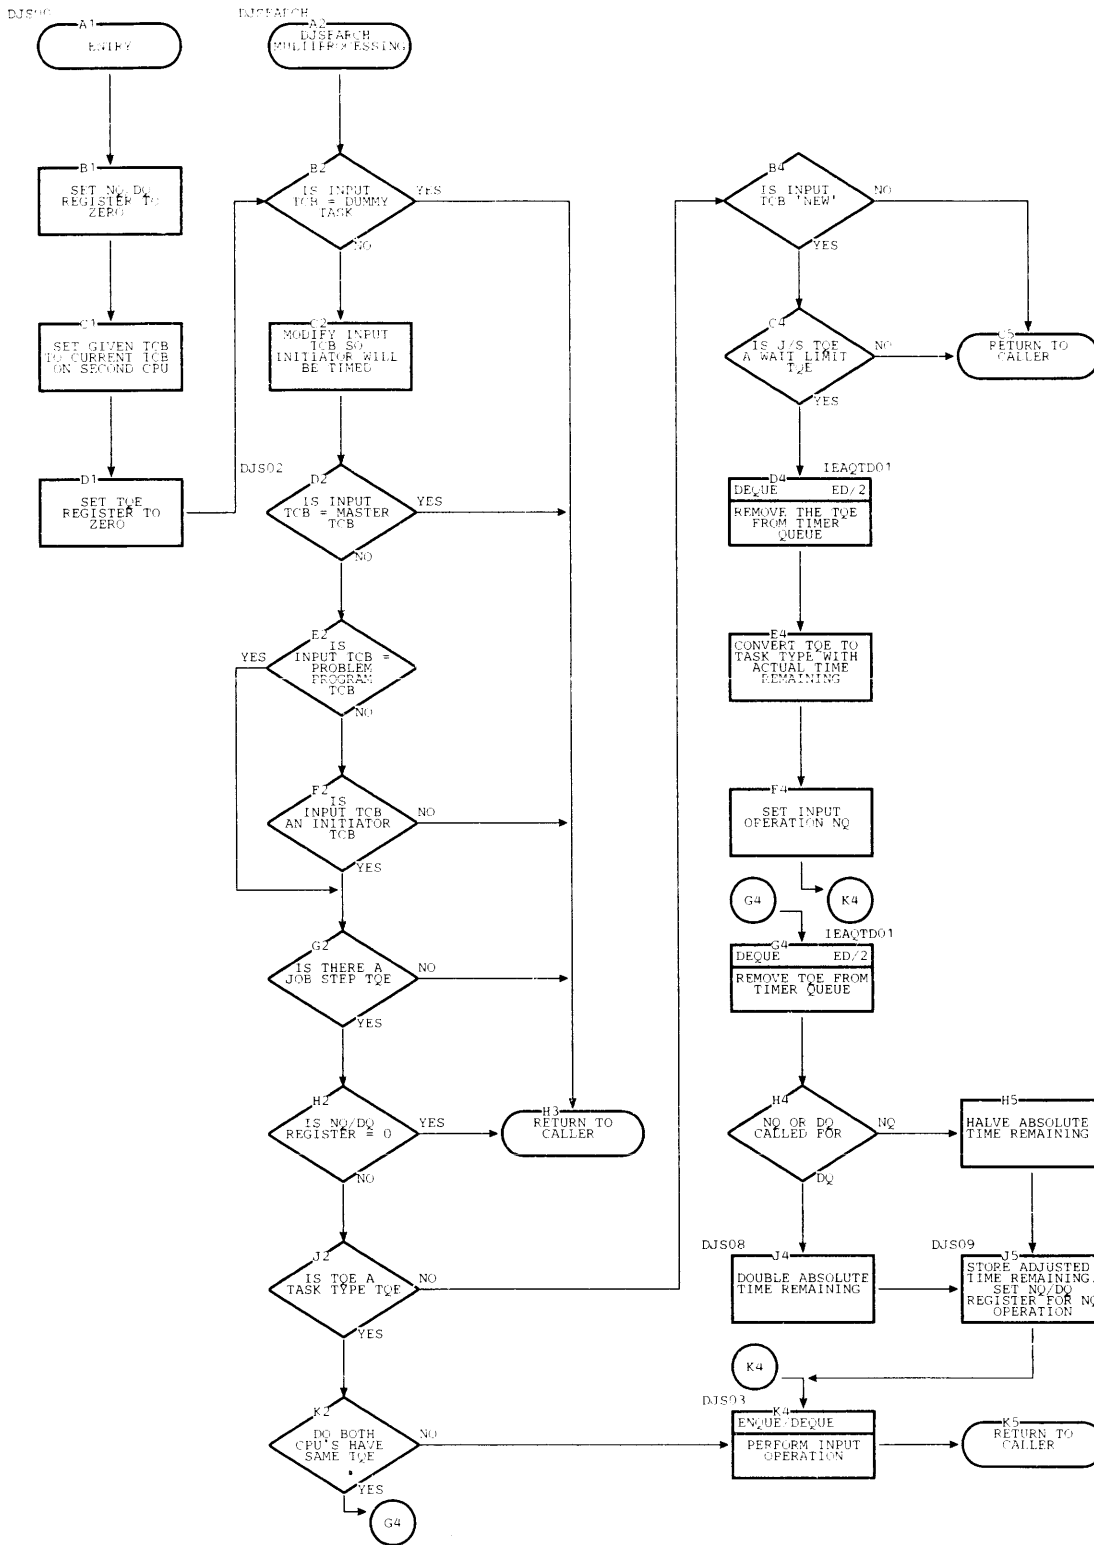 A1
ENTRY
B1
SET NQ/DQ
REGISTER TO
ZERO
C1
SET GIVEN TCB
TO CURRENT TCB
ON SECOND CPU
D1
SET TQE
REGISTER TO
ZERO
DJSEARCH
A2
DJSEARCH
MULTIPROCESSING
B2
IS INPUT
TCB = DUMMY
TASK
YES
NO
C2
MODIFY INPUT
TCB SO
INITIATOR WILL
BE TIMED
DJS02
D2
IS INPUT
TCB = MASTER
TCB
YES
NO
E2
IS
INPUT TCB =
PROBLEM
PROGRAM
TCB
YES
NO
F2
IS
INPUT TCB
AN INITIATOR
TCB
NO
YES
G2
IS THERE A
JOB STEP TQE
NO
YES
H2
IS NQ/DQ
REGISTER = 0
YES
NO
H3
RETURN TO
CALLER
J2
IS TQE A
TASK TYPE TQE
NO
YES
K2
DO BOTH
CPU'S HAVE
SAME TQE
NO
YES
G4
B4
IS INPUT
TCB 'NEW'
NO
YES
C4
IS J/S TQE
A WAIT LIMIT
TQE
NO
YES
C5
RETURN TO
CALLER
IEAQTD01
D4
DEQUE ED/2
REMOVE THE TQE
FROM TIMER
QUEUE
E4
CONVERT TQE TO
TASK TYPE WITH
ACTUAL TIME
REMAINING
F4
SET INPUT
OPERATION NQ
G4
K4
IEAQTD01
G4
DEQUE ED/2
REMOVE TQE FROM
TIMER QUEUE
H4
NQ OR DQ
CALLED FOR
NQ
DQ
H5
HALVE ABSOLUTE
TIME REMAINING
DJS08
J4
DOUBLE ABSOLUTE
TIME REMAINING
DJS09
J5
STORE ADJUSTED
TIME REMAINING.
SET NQ/DQ
REGISTER FOR NQ
OPERATION
K4
DJS03
K4
ENQUE/DEQUE
PERFORM INPUT
OPERATION
K5
RETURN TO
CALLER